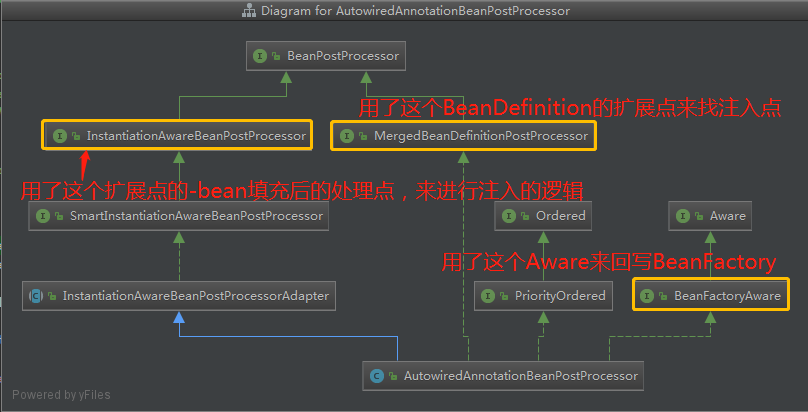 Diagram for AutowiredAnnotationBeanPostProcessor
BeanPostProcessor
用了这个BeanDefinition的扩展点来找注入点
InstantiationAwareBeanPostProcessor
MergedBeanDefinitionPostProcessor
用了这个扩展点的-bean填充后的处理点，来进行注入的逻辑
SmartInstantiationAwareBeanPostProcessor
Ordered
Aware
用了这个Aware来回写BeanFactory
InstantiationAwareBeanPostProcessorAdapter
PriorityOrdered
BeanFactoryAware
AutowiredAnnotationBeanPostProcessor
Powered by yFiles